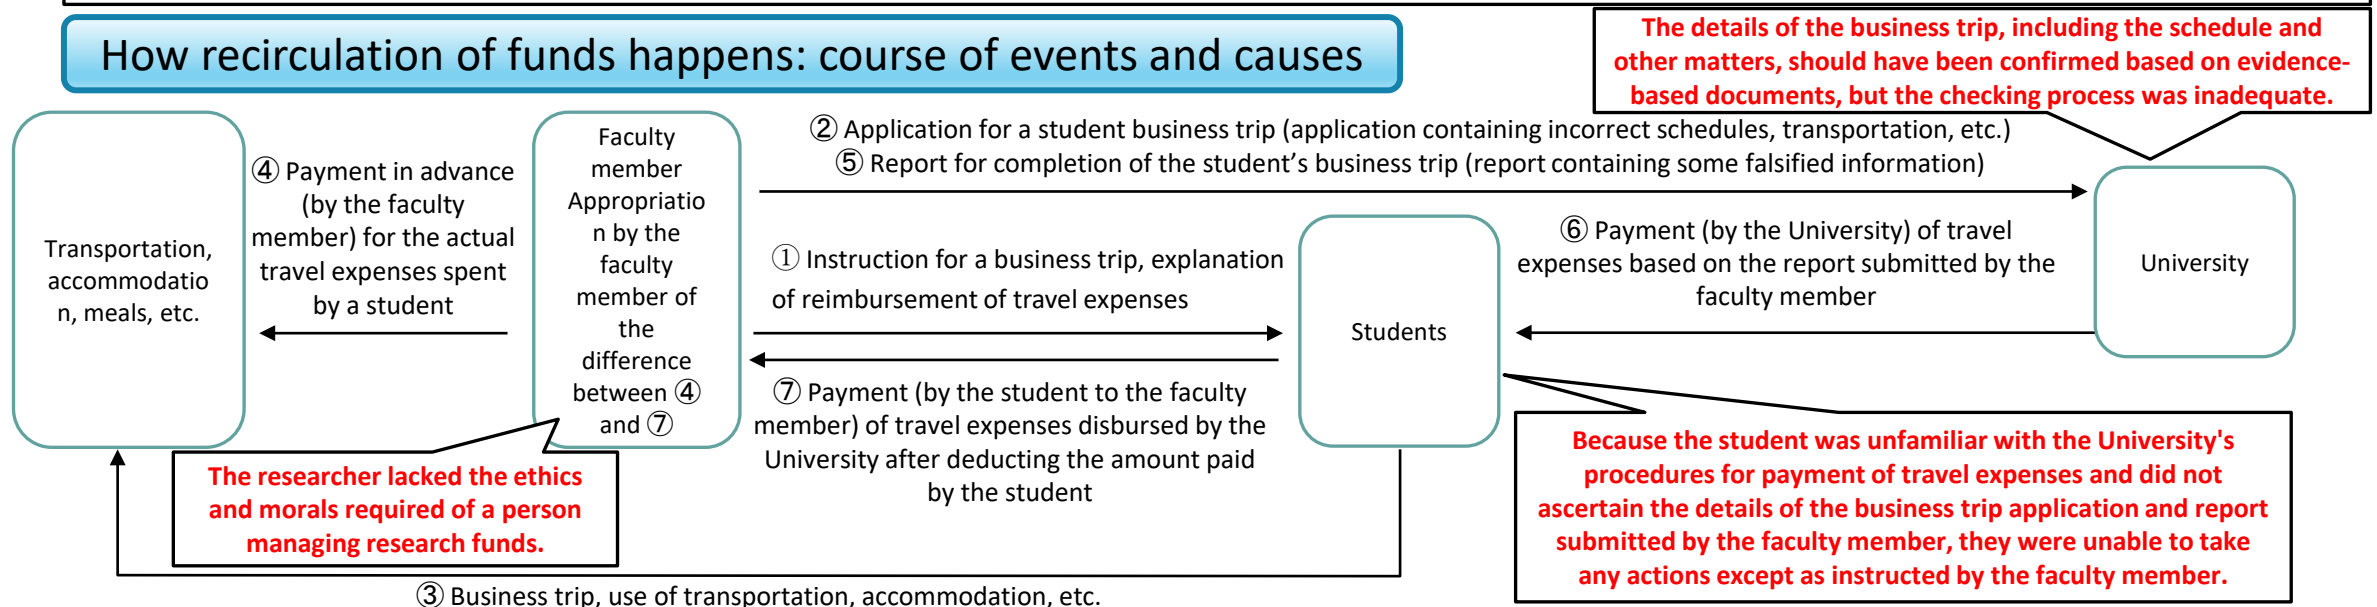 How recirculation of funds happens: course of events and causes
The details of the business trip, including the schedule and
other matters, should have been confirmed based on evidence-
based documents, but the checking process was inadequate.
② Application for a student business trip (application containing incorrect schedules, transportation, etc.)
⑤ Report for completion of the student’s business trip (report containing some falsified information)
Transportation,
accommodatio
n, meals, etc.
④ Payment in advance
(by the faculty
member) for the actual
travel expenses spent
by a student
Faculty
member
Appropriatio
n by the
faculty
member of
the
difference
between ④
and ⑦
① Instruction for a business trip, explanation
of reimbursement of travel expenses
⑦ Payment (by the student to the faculty
member) of travel expenses disbursed by the
University after deducting the amount paid
by the student
Students
⑥ Payment (by the University) of travel
expenses based on the report submitted by the
faculty member
University
The researcher lacked the ethics
and morals required of a person
managing research funds.
Because the student was unfamiliar with the University's
procedures for payment of travel expenses and did not
ascertain the details of the business trip application and report
submitted by the faculty member, they were unable to take
any actions except as instructed by the faculty member.
③ Business trip, use of transportation, accommodation, etc.